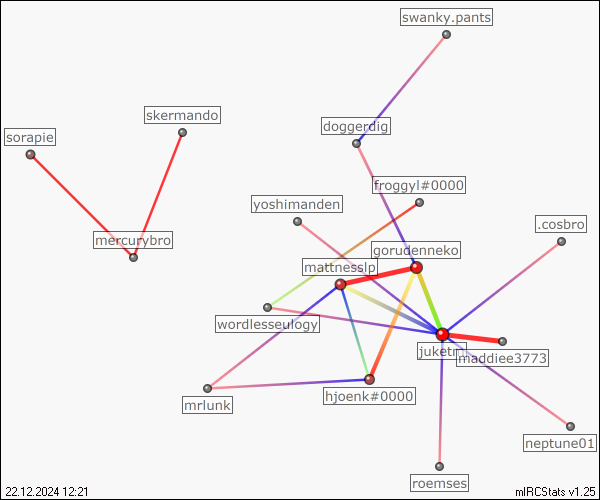 swanky.pants
skermando
doggerdig
sorapie
froggyl#0000
yoshimanden
.cosbro
mercurybro
gorudenneko
mattnesslp
wordlesseulogy
maddiee3773
hjoenk#0000
mrlunk
neptune01
roemses
22.12.2024 12:21
mIRCStats v1.25